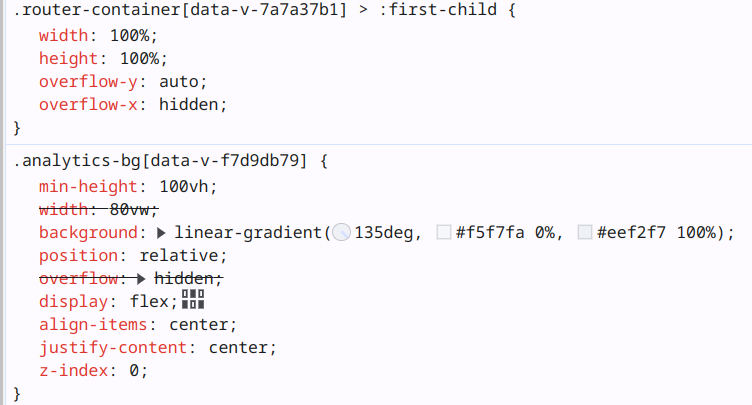 .router-container[data-v-7a7a37b1] > :first-child {
width: 100%;
height: 100%;
overflow-y: auto;
overflow-x: hidden;
}
.analytics-bg[data-v-f7d9db79] {
min-height: 100vh;
width: 80vw;
background: linear-gradient(135deg, #f5f7fa 0%, #eef2f7 100%);
position: relative;
overflow: hidden;
display: flex;
align-items: center;
justify-content: center;
z-index: 0;
}